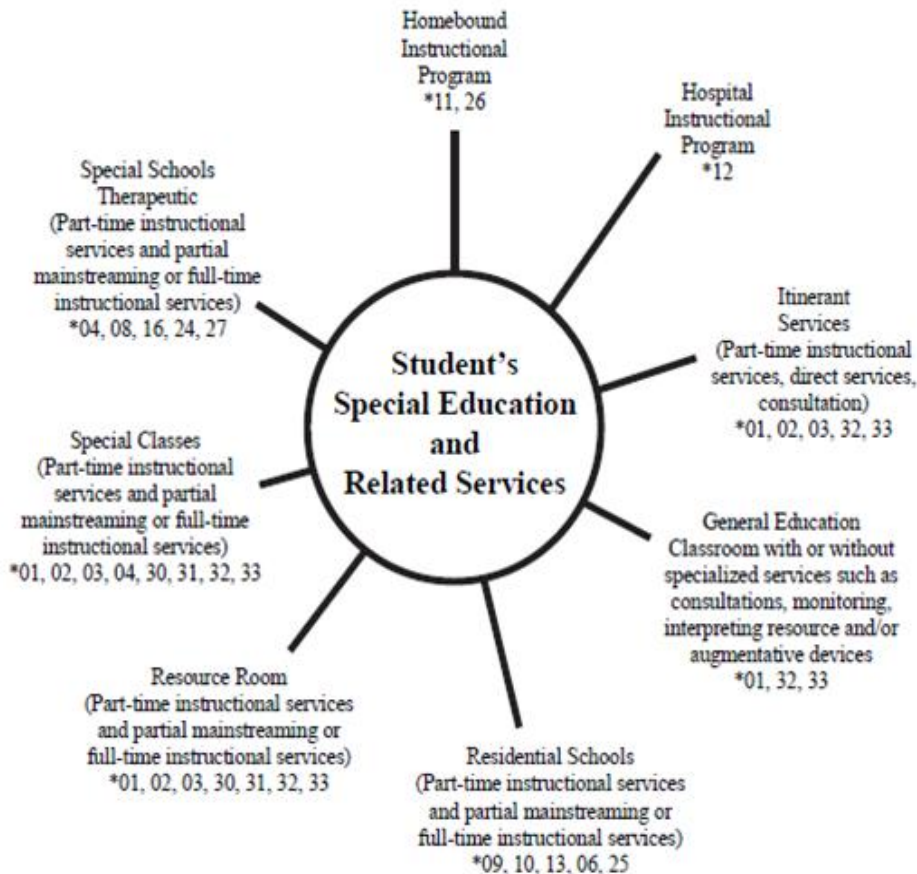 Homebound
Instructional
Program
*11, 26
Hospital
Instructional
Program
*12
Special Schools
Therapeutic
(Part-time instructional
services and partial
mainstreaming or full-time
instructional services)
*04, 08, 16, 24, 27
Itinerant
Services
(Part-time instructional
services, direct services,
consultation)
*01, 02, 03, 32, 33
Student's
Special Education
and
Related Services
Special Classes
(Part-time instructional
services and partial
mainstreaming or full-time
instructional services)
*01, 02, 03, 04, 30, 31, 32, 33
General Education
Classroom with or without
specialized services such as
consultations, monitoring,
interpreting resource and/or
augmentative devices
*01, 32, 33
Resource Room
(Part-time instructional services
and partial mainstreaming or
full-time instructional services)
*01, 02, 03, 30, 31, 32, 33
Residential Schools
(Part-time instructional services
and partial mainstreaming or
full-time instructional services)
*09, 10, 13, 06, 25